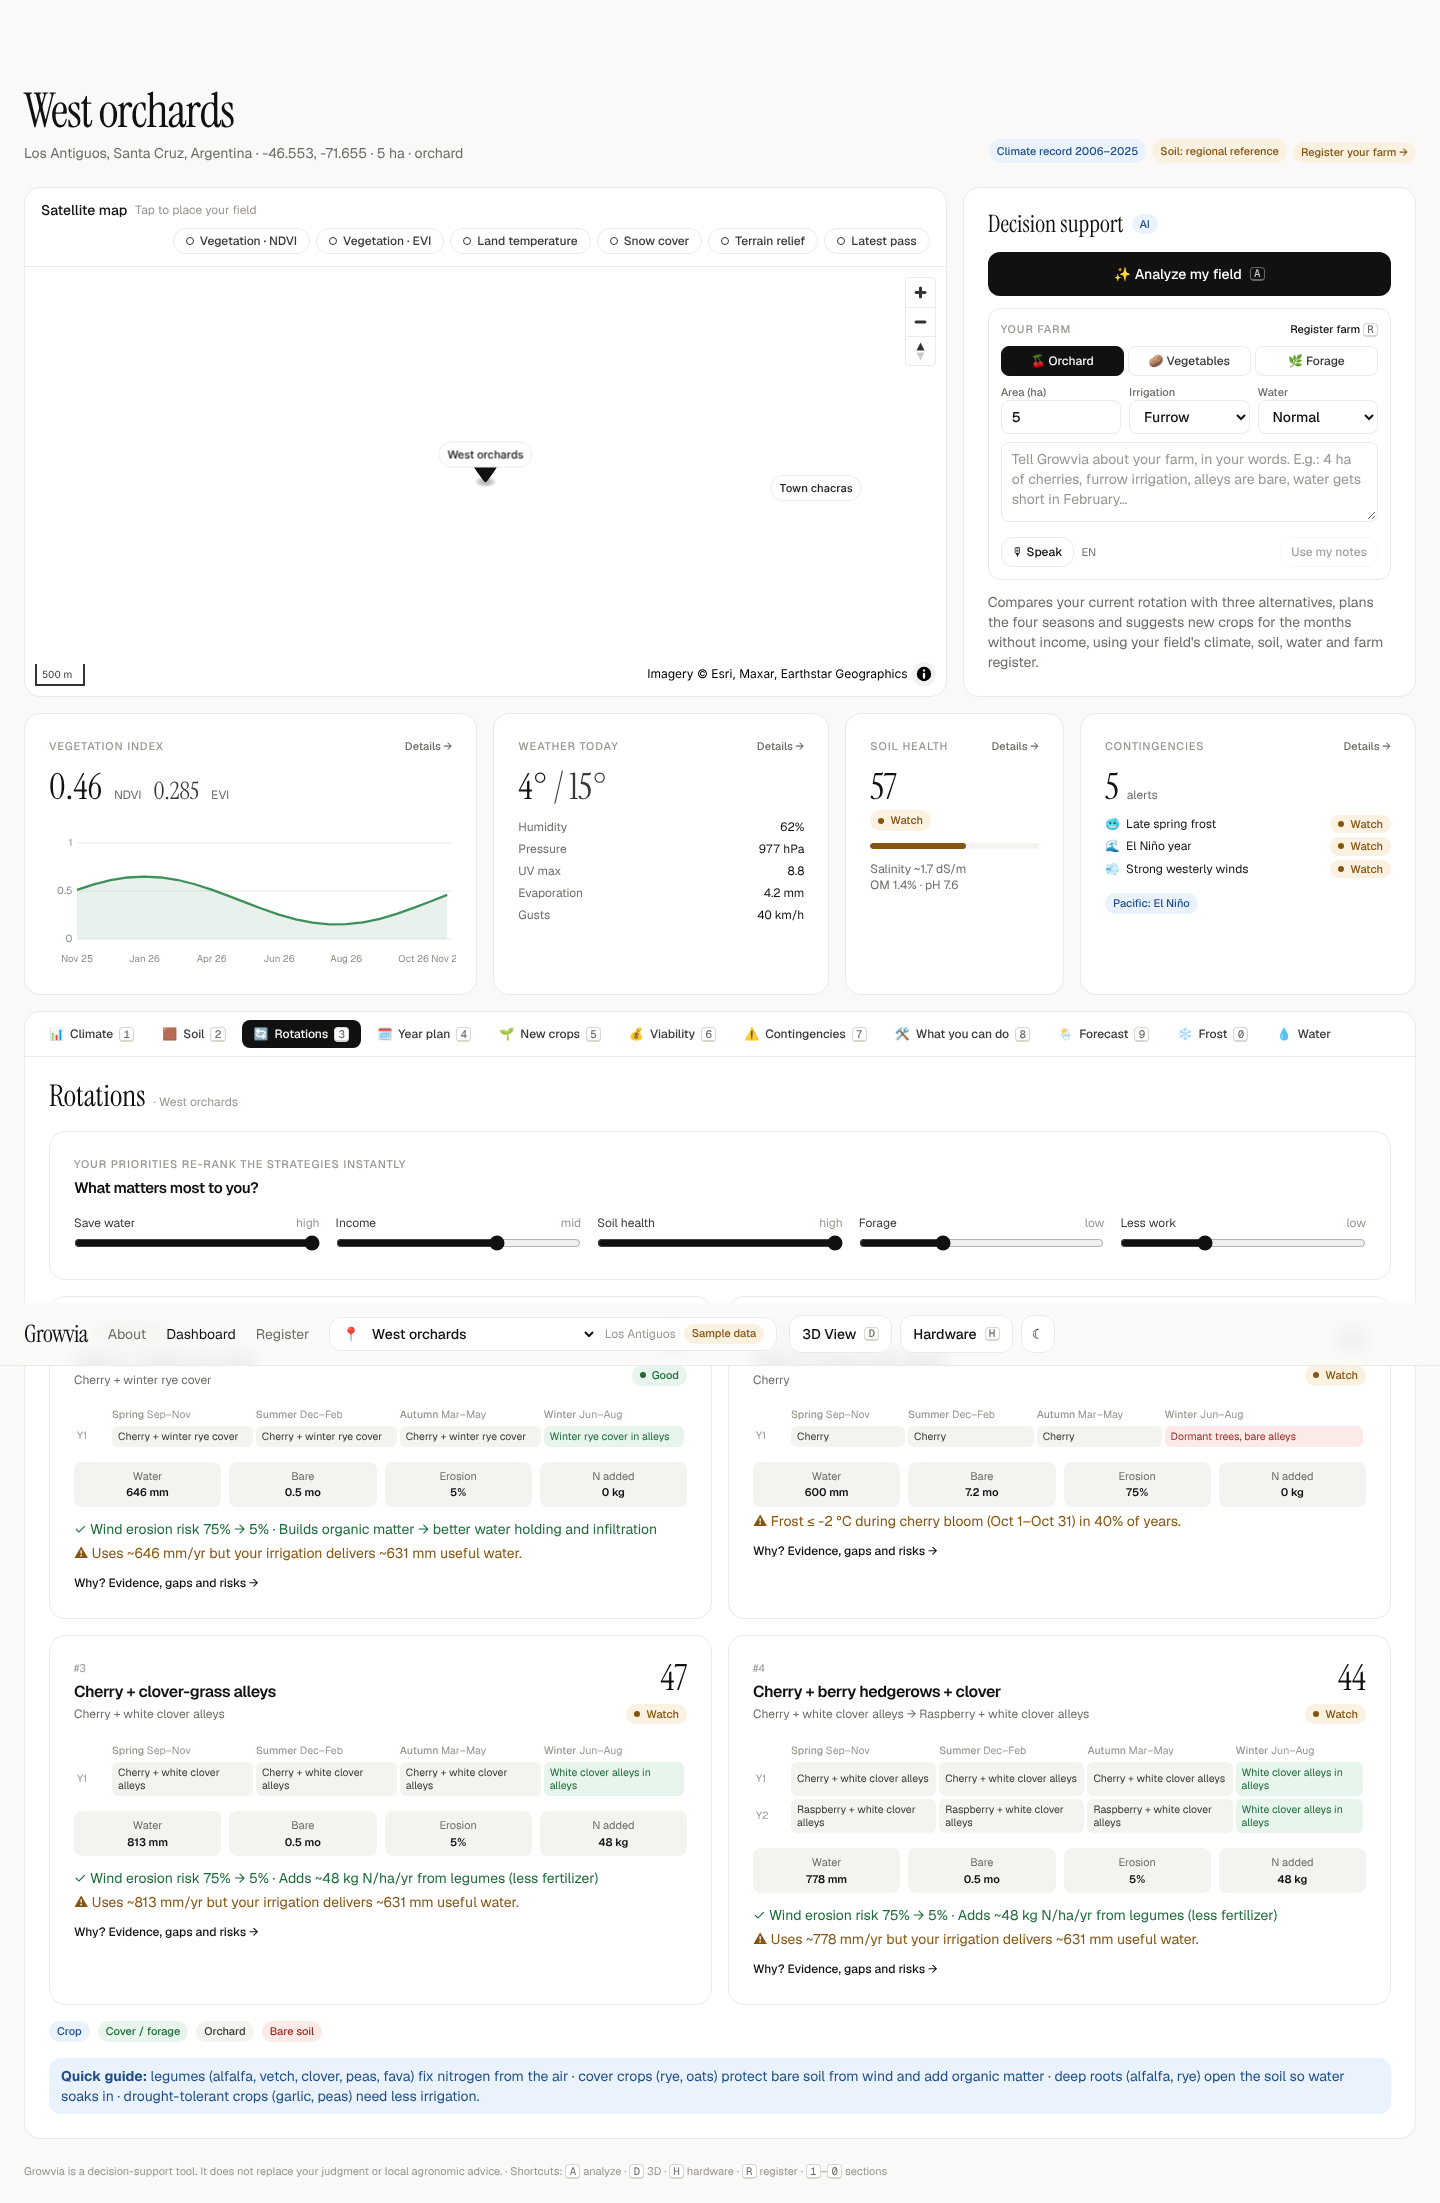 West orchards
Los Antiguos, Santa Cruz, Argentina · -46.553, -71.655 · 5 ha · orchard
Climate record 2006–2025
Soil: regional reference
Register your farm →
Satellite map Tap to place your field
Vegetation · NDVI
Vegetation · EVI
Land temperature
Snow cover
Terrain relief
Latest pass
West orchards
Town chacras
500 m
Imagery © Esri, Maxar, Earthstar Geographics
Decision support AI
✨ Analyze my field A
YOUR FARM
Register farm R
🍒 Orchard
🥔 Vegetables
🌿 Forage
Area (ha) Irrigation Water
5 Furrow Normal
Tell Growvia about your farm, in your words. E.g.: 4 ha
of cherries, furrow irrigation, alleys are bare, water gets
short in February…
🎙 Speak EN Use my notes
Compares your current rotation with three alternatives, plans
the four seasons and suggests new crops for the months
without income, using your field's climate, soil, water and farm
register.
VEGETATION INDEX Details →
0.46 NDVI 0.285 EVI
1
0.5
0
Nov 25 Jan 26 Apr 26 Jun 26 Aug 26 Oct 26 Nov 2
WEATHER TODAY Details →
4° / 15°
Humidity 62%
Pressure 977 hPa
UV max 8.8
Evaporation 4.2 mm
Gusts 40 km/h
SOIL HEALTH Details →
57
Watch
Salinity ~1.7 dS/m
OM 1.4% · pH 7.6
CONTINGENCIES Details →
5 alerts
🥶 Late spring frost Watch
🌊 El Niño year Watch
💨 Strong westerly winds Watch
Pacific: El Niño
📊 Climate 1 🟫 Soil 2 🔄 Rotations 3 🗓️ Year plan 4 🌱 New crops 5 💰 Viability 6 ⚠️ Contingencies 7 🛠️ What you can do 8 🌦️ Forecast 9 ❄️ Frost 0 💧 Water
Rotations · West orchards
YOUR PRIORITIES RE-RANK THE STRATEGIES INSTANTLY
What matters most to you?
Save water high Income mid Soil health high Forage low Less work low
Growvia About Dashboard Register 📍 West orchards Los Antiguos Sample data 3D View D Hardware H ☾
Cherry + winter rye cover
Good
Spring Sep–Nov Summer Dec–Feb Autumn Mar–May Winter Jun–Aug
Y1 Cherry + winter rye cover Cherry + winter rye cover Cherry + winter rye cover Winter rye cover in alleys
Water Bare Erosion N added
646 mm 0.5 mo 5% 0 kg
✓ Wind erosion risk 75% → 5% · Builds organic matter → better water holding and infiltration
⚠ Uses ~646 mm/yr but your irrigation delivers ~631 mm useful water.
Why? Evidence, gaps and risks →
Cherry
Watch
Spring Sep–Nov Summer Dec–Feb Autumn Mar–May Winter Jun–Aug
Y1 Cherry Cherry Cherry Dormant trees, bare alleys
Water Bare Erosion N added
600 mm 7.2 mo 75% 0 kg
⚠ Frost ≤ -2 °C during cherry bloom (Oct 1–Oct 31) in 40% of years.
Why? Evidence, gaps and risks →
#3
Cherry + clover-grass alleys 47
Cherry + white clover alleys
Watch
Spring Sep–Nov Summer Dec–Feb Autumn Mar–May Winter Jun–Aug
Y1 Cherry + white clover alleys Cherry + white clover alleys Cherry + white clover alleys White clover alleys in alleys
Water Bare Erosion N added
813 mm 0.5 mo 5% 48 kg
✓ Wind erosion risk 75% → 5% · Adds ~48 kg N/ha/yr from legumes (less fertilizer)
⚠ Uses ~813 mm/yr but your irrigation delivers ~631 mm useful water.
Why? Evidence, gaps and risks →
#4
Cherry + berry hedgerows + clover 44
Cherry + white clover alleys → Raspberry + white clover alleys
Watch
Spring Sep–Nov Summer Dec–Feb Autumn Mar–May Winter Jun–Aug
Y1 Cherry + white clover alleys Cherry + white clover alleys Cherry + white clover alleys White clover alleys in alleys
Y2 Raspberry + white clover alleys Raspberry + white clover alleys Raspberry + white clover alleys White clover alleys in alleys
Water Bare Erosion N added
778 mm 0.5 mo 5% 48 kg
✓ Wind erosion risk 75% → 5% · Adds ~48 kg N/ha/yr from legumes (less fertilizer)
⚠ Uses ~778 mm/yr but your irrigation delivers ~631 mm useful water.
Why? Evidence, gaps and risks →
Crop Cover / forage Orchard Bare soil
Quick guide: legumes (alfalfa, vetch, clover, peas, fava) fix nitrogen from the air · cover crops (rye, oats) protect bare soil from wind and add organic matter · deep roots (alfalfa, rye) open the soil so water
soaks in · drought-tolerant crops (garlic, peas) need less irrigation.
Growvia is a decision-support tool. It does not replace your judgment or local agronomic advice. · Shortcuts: A analyze · D 3D · H hardware · R register · 1–0 sections